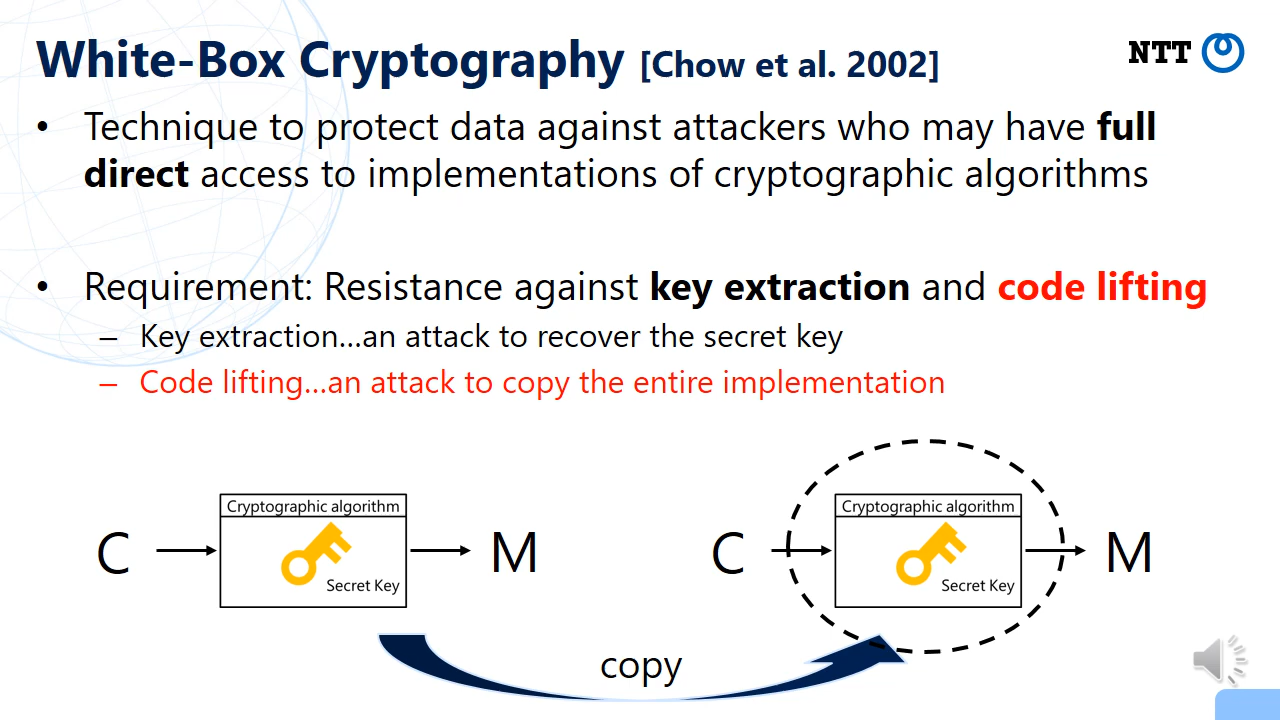 White-Box Cryptography [Chow et al. 2002]
NTT
• Technique to protect data against attackers who may have full
direct access to implementations of cryptographic algorithms
• Requirement: Resistance against key extraction and code lifting
– Key extraction...an attack to recover the secret key
– Code lifting...an attack to copy the entire implementation
C
Cryptographic algorithm
Secret Key
M
C
Cryptographic algorithm
Secret Key
M
copy